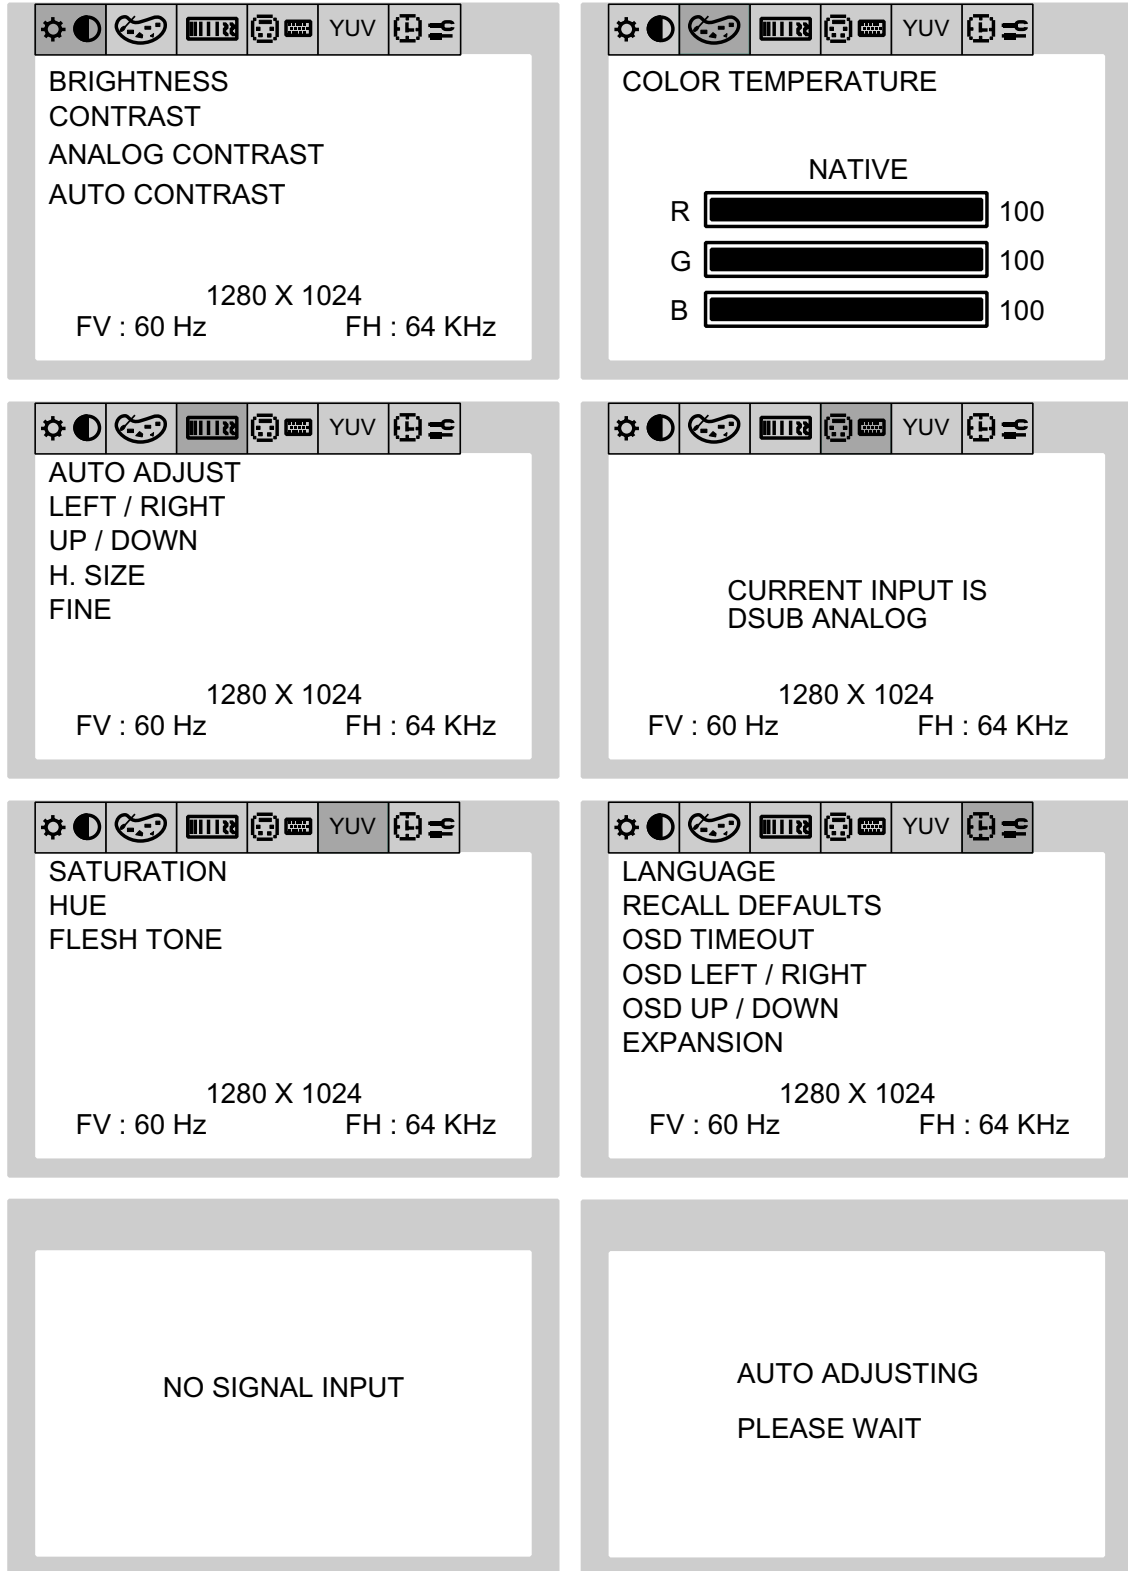 YUV
BRIGHTNESS
CONTRAST
ANALOG CONTRAST
AUTO CONTRAST
1280 X 1024
FV : 60 Hz FH : 64 KHz
YUV
COLOR TEMPERATURE
NATIVE
R 100
G 100
B 100
YUV
AUTO ADJUST
LEFT / RIGHT
UP / DOWN
H. SIZE
FINE
1280 X 1024
FV : 60 Hz FH : 64 KHz
YUV
CURRENT INPUT IS
DSUB ANALOG
1280 X 1024
FV : 60 Hz FH : 64 KHz
YUV
SATURATION
HUE
FLESH TONE
1280 X 1024
FV : 60 Hz FH : 64 KHz
YUV
LANGUAGE
RECALL DEFAULTS
OSD TIMEOUT
OSD LEFT / RIGHT
OSD UP / DOWN
EXPANSION
1280 X 1024
FV : 60 Hz FH : 64 KHz
NO SIGNAL INPUT
AUTO ADJUSTING
PLEASE WAIT